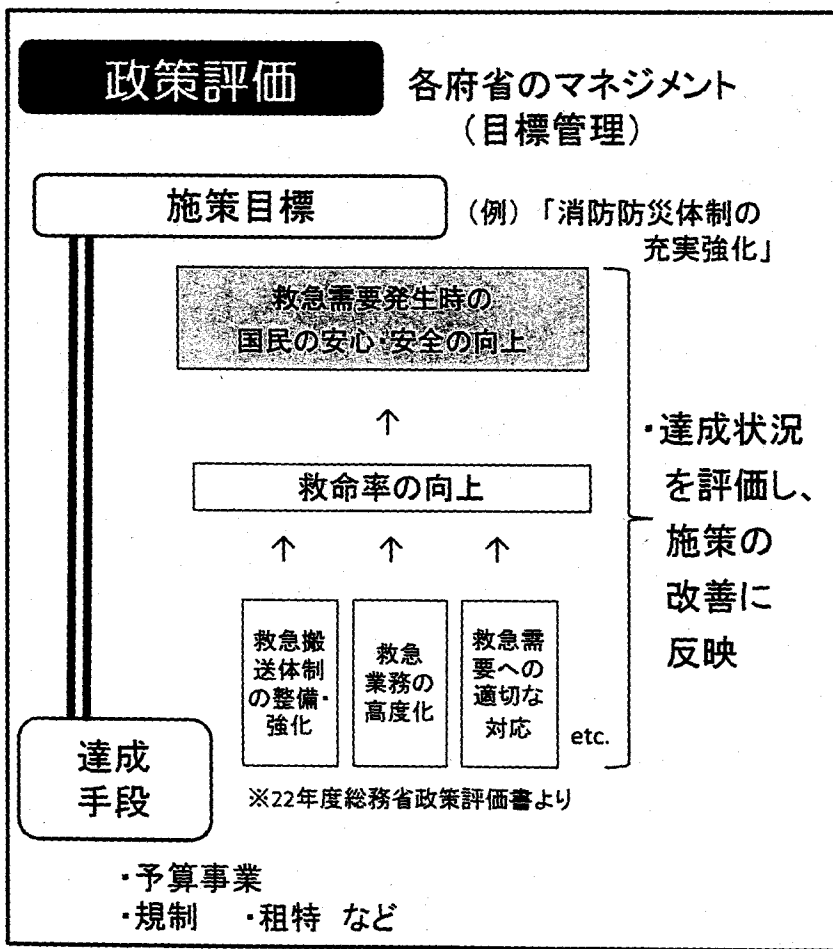 政策評価
各府省のマネジメント
（目標管理）
施策目標
（例）「消防防災体制の
充実強化」
救急需要発生時の
国民の安心・安全の向上
↑
救命率の向上
↑ ↑ ↑
救急搬
送体制
の整備・
強化
救急
業務の
高度化
救急需
要への
適切な
対応
etc.
・達成状況
を評価し、
施策の
改善に
反映
達成
手段
※22年度総務省政策評価書より
・予算事業
・規制　・租特 など